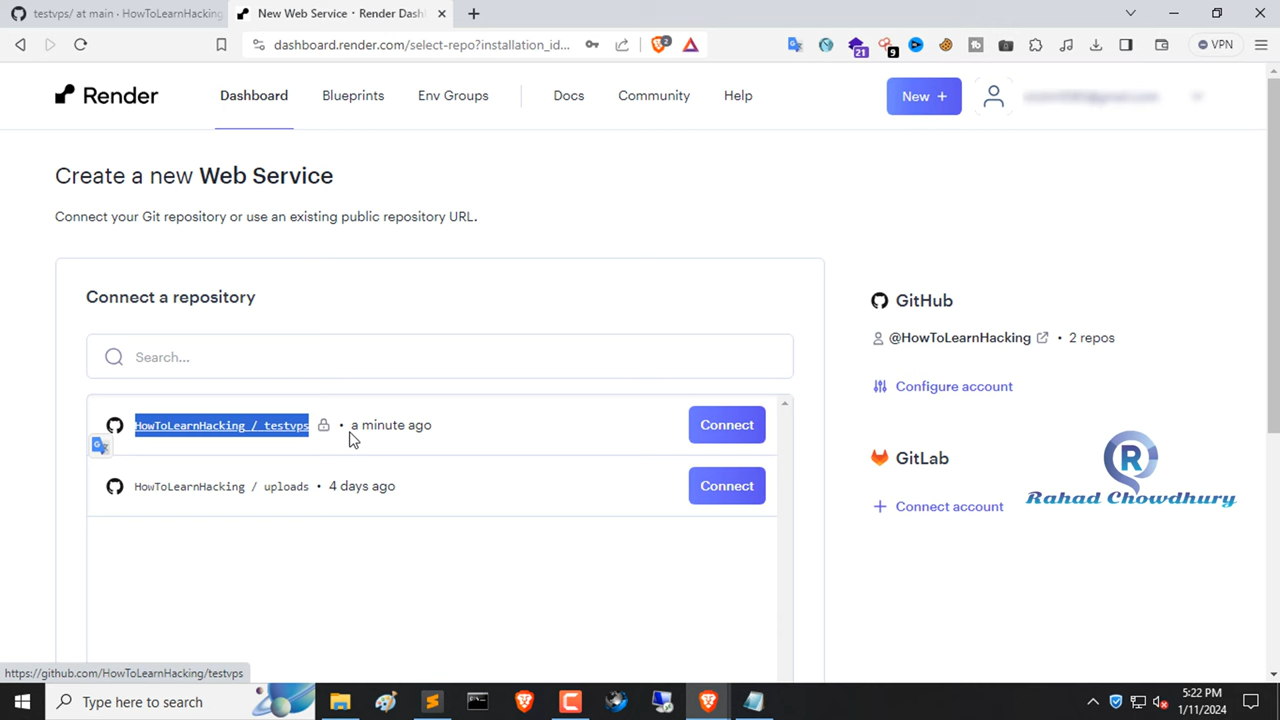 testvps/ at main · HowToLearnHacking
New Web Service · Render Dash
dashboard.render.com/select-repo?installation_id...
2
21
9
VPN
Render
Dashboard
Blueprints
Env Groups
Docs
Community
Help
New +
Create a new Web Service
Connect your Git repository or use an existing public repository URL.
Connect a repository
Search...
HowToLearnHacking / testvps • a minute ago
Connect
HowToLearnHacking / uploads • 4 days ago
Connect
GitHub
@HowToLearnHacking • 2 repos
Configure account
GitLab
+ Connect account
R
Rahad Chowdhury
https://github.com/HowToLearnHacking/testvps
Type here to search
5:22 PM
1/11/2024